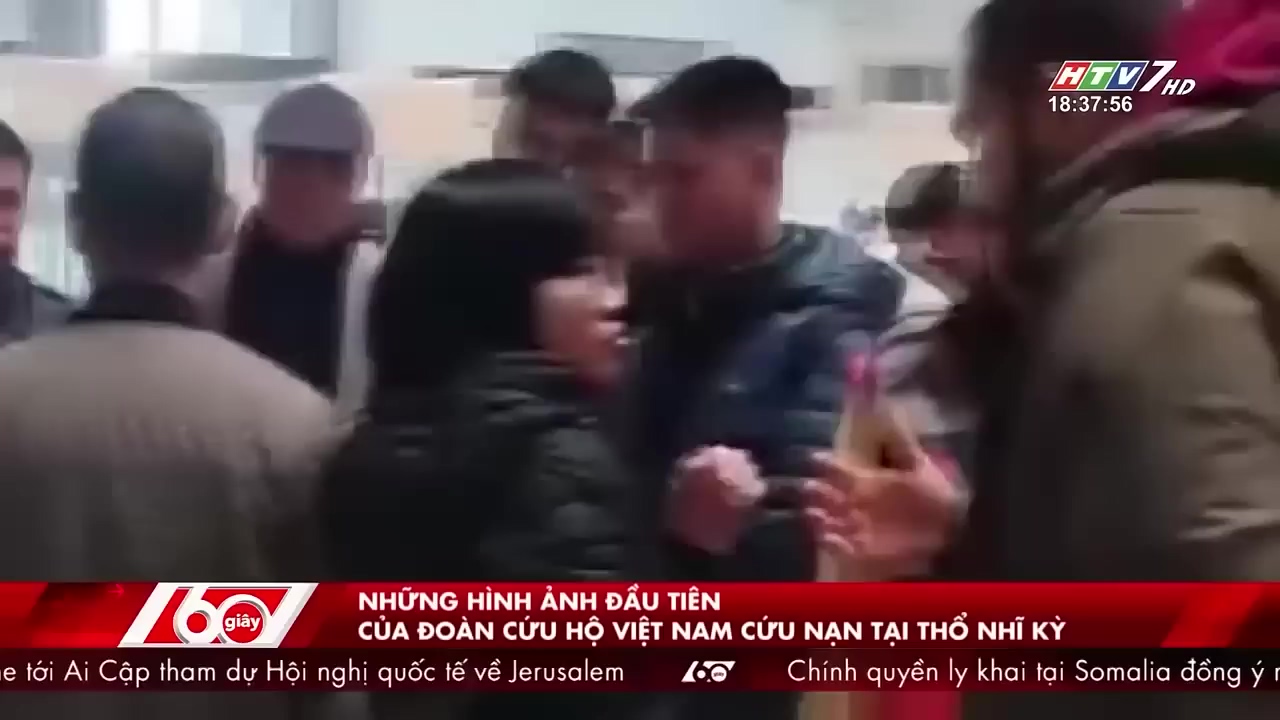 HTV7 HD
18:37:56
60 giây
NHỮNG HÌNH ẢNH ĐẦU TIÊN
CỦA ĐOÀN CỨU HỘ VIỆT NAM CỨU NẠN TẠI THỔ NHĨ KỲ
tới Ai Cập tham dự Hội nghị quốc tế về Jerusalem 60 Chính quyền ly khai tại Somalia đồng ý